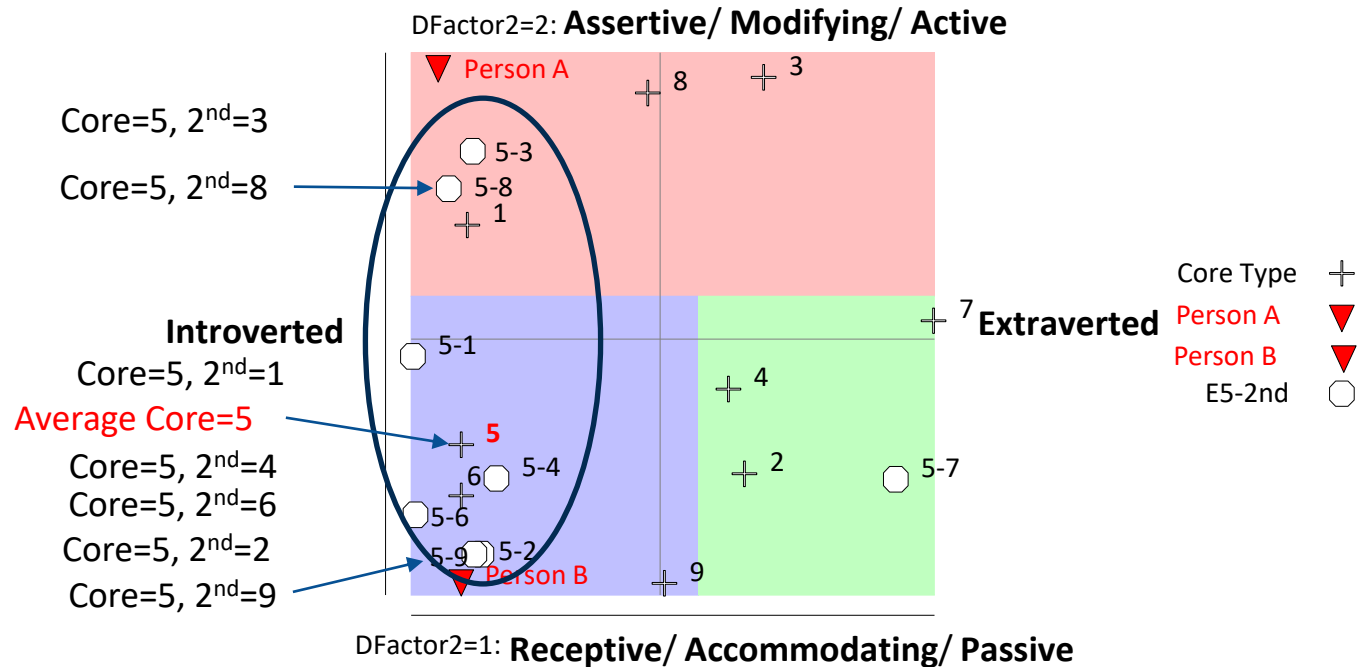 DFactor2=2: Assertive/ Modifying/ Active
Person A
8
3
Core=5, 2nd=3
5-3
Core=5, 2nd=8
5-8
1
Core Type
7
Introverted
Extraverted
Person A
5-1
Person B
Core=5, 2nd=1
4
E5-2nd
Average Core=5
5
Core=5, 2nd=4
6
5-4
2
5-7
Core=5, 2nd=6
5-6
Core=5, 2nd=2
5-9
5-2
Core=5, 2nd=9
Person B
9
DFactor2=1: Receptive/ Accommodating/ Passive